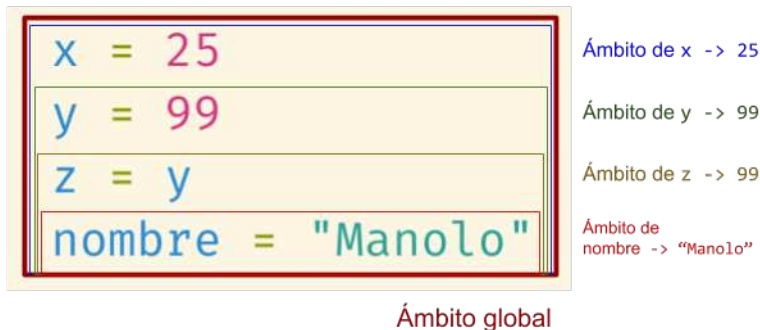 x = 25
Ámbito de x -> 25
y = 99
Ámbito de y -> 99
z = y
Ámbito de z -> 99
nombre = "Manolo"
Ámbito de
nombre -> “Manolo”
Ámbito global